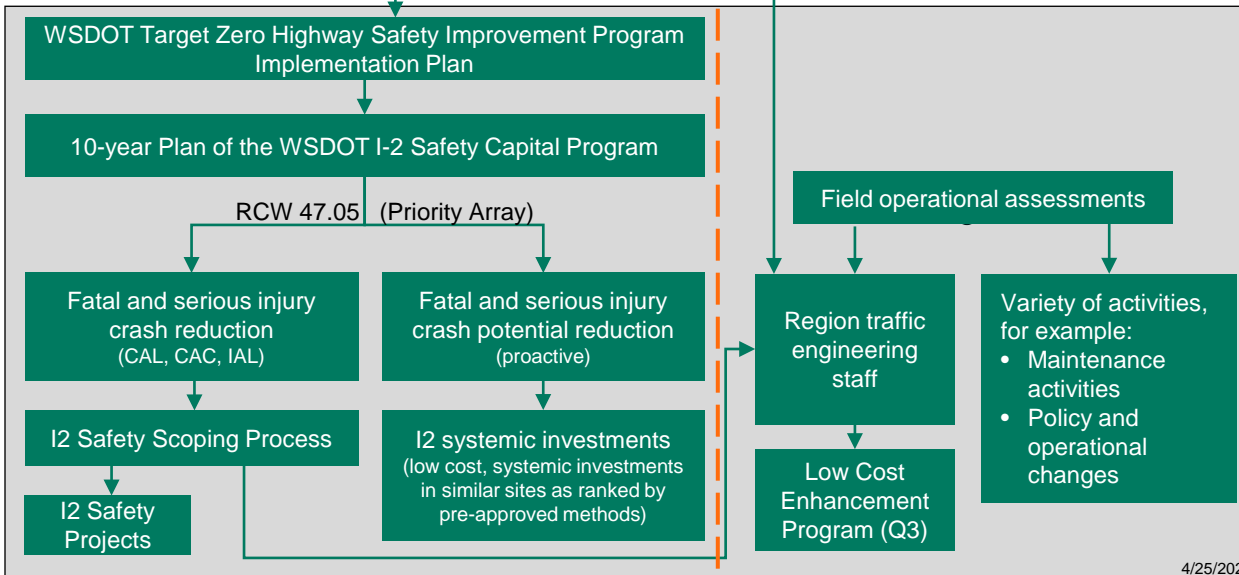 WSDOT Target Zero Highway Safety Improvement Program
Implementation Plan
10-year Plan of the WSDOT I-2 Safety Capital Program
RCW 47.05 (Priority Array)
Fatal and serious injury
crash reduction
(CAL, CAC, IAL)
Fatal and serious injury
crash potential reduction
(proactive)
I2 Safety Scoping Process
I2 systemic investments
(low cost, systemic investments
in similar sites as ranked by
pre-approved methods)
I2 Safety
Projects
Field operational assessments
Region traffic
engineering
staff
Variety of activities,
for example:
• Maintenance
activities
• Policy and
operational
changes
Low Cost
Enhancement
Program (Q3)
4/25/202